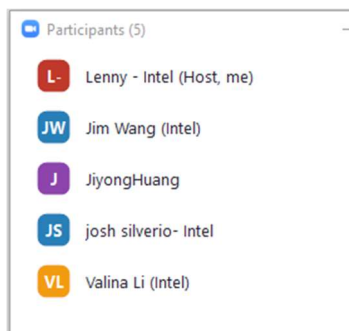 Participants (5)
L- Lenny - Intel (Host, me)
JW Jim Wang (Intel)
J JiyongHuang
JS josh silverio- Intel
VL Valina Li (Intel)